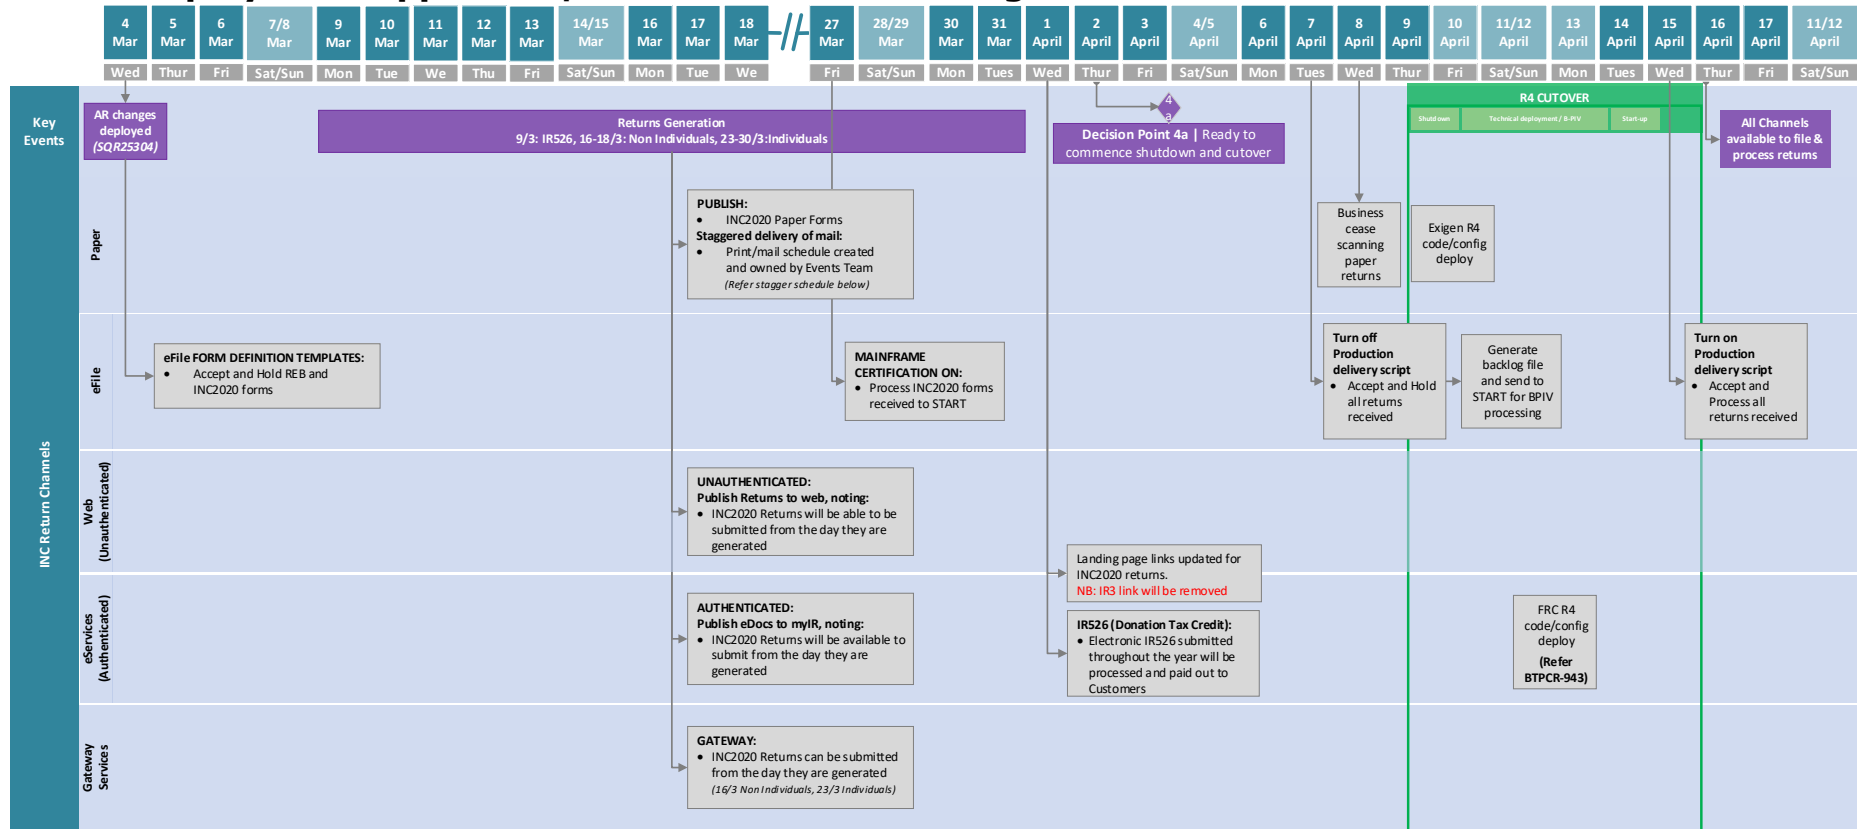 4 Mar
5 Mar
6 Mar
7/8 Mar
9 Mar
10 Mar
11 Mar
12 Mar
13 Mar
14/15 Mar
16 Mar
17 Mar
18 Mar
27 Mar
28/29 Mar
30 Mar
31 Mar
1 April
2 April
3 April
4/5 April
6 April
7 April
8 April
9 April
10 April
11/12 April
13 April
14 April
15 April
16 April
17 April
11/12 April
Wed
Thur
Fri
Sat/Sun
Mon
Tue
We
Thu
Fri
Sat/Sun
Mon
Tue
We
Fri
Sat/Sun
Mon
Tues
Wed
Thur
Fri
Sat/Sun
Mon
Tues
Wed
Thur
Fri
Sat/Sun
Mon
Tues
Wed
Thur
Fri
Sat/Sun
Key
Events
AR changes
deployed
(SQR25304)
Returns Generation
9/3: IR526, 16-18/3: Non Individuals, 23-30/3:Individuals
4
a
Decision Point 4a | Ready to
commence shutdown and cutover
R4 CUTOVER
Shutdown
Technical deployment / B-PIV
Start-up
All Channels
available to file &
process returns
INC Return Channels
Paper
PUBLISH:
• INC2020 Paper Forms
Staggered delivery of mail:
• Print/mail schedule created
and owned by Events Team
(Refer stagger schedule below)
Business
cease
scanning
paper
returns
Exigen R4
code/config
deploy
eFile
eFile FORM DEFINITION TEMPLATES:
• Accept and Hold REB and
INC2020 forms
MAINFRAME
CERTIFICATION ON:
• Process INC2020 forms
received to START
Turn off
Production
delivery script
• Accept and Hold
all returns
received
Generate
backlog file
and send to
START for BPIV
processing
Turn on
Production
delivery script
• Accept and
Process all
returns received
Web
(Unauthenticated)
UNAUTHENTICATED:
Publish Returns to web, noting:
• INC2020 Returns will be able to be
submitted from the day they are
generated
Landing page links updated for
INC2020 returns.
NB: IR3 link will be removed
eServices
(Authenticated)
AUTHENTICATED:
Publish eDocs to myIR, noting:
• INC2020 Returns will be available to
submit from the day they are
generated
IR526 (Donation Tax Credit):
• Electronic IR526 submitted
throughout the year will be
processed and paid out to
Customers
FRC R4
code/config
deploy
(Refer
BTPCR-943)
Gateway
Services
GATEWAY:
• INC2020 Returns can be submitted
from the day they are generated
(16/3 Non Individuals, 23/3 Individuals)